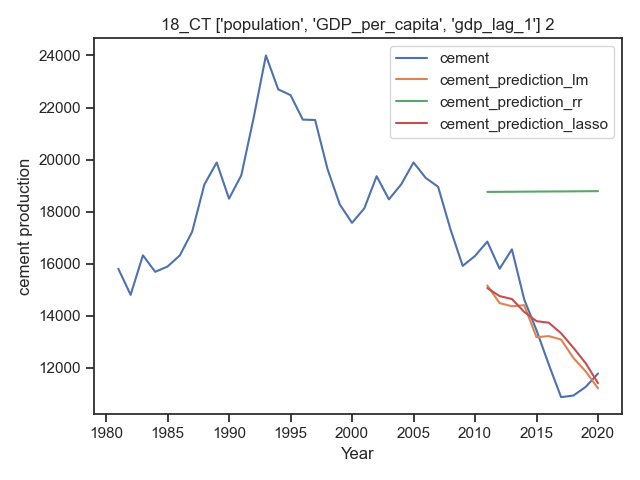 18_CT ['population', 'GDP_per_capita', 'gdp_lag_1'] 2
cement
cement_prediction_lm
cement_prediction_rr
cement_prediction_lasso
cement production
24000
22000
20000
18000
16000
14000
12000
1980 1985 1990 1995 2000 2005 2010 2015 2020
Year